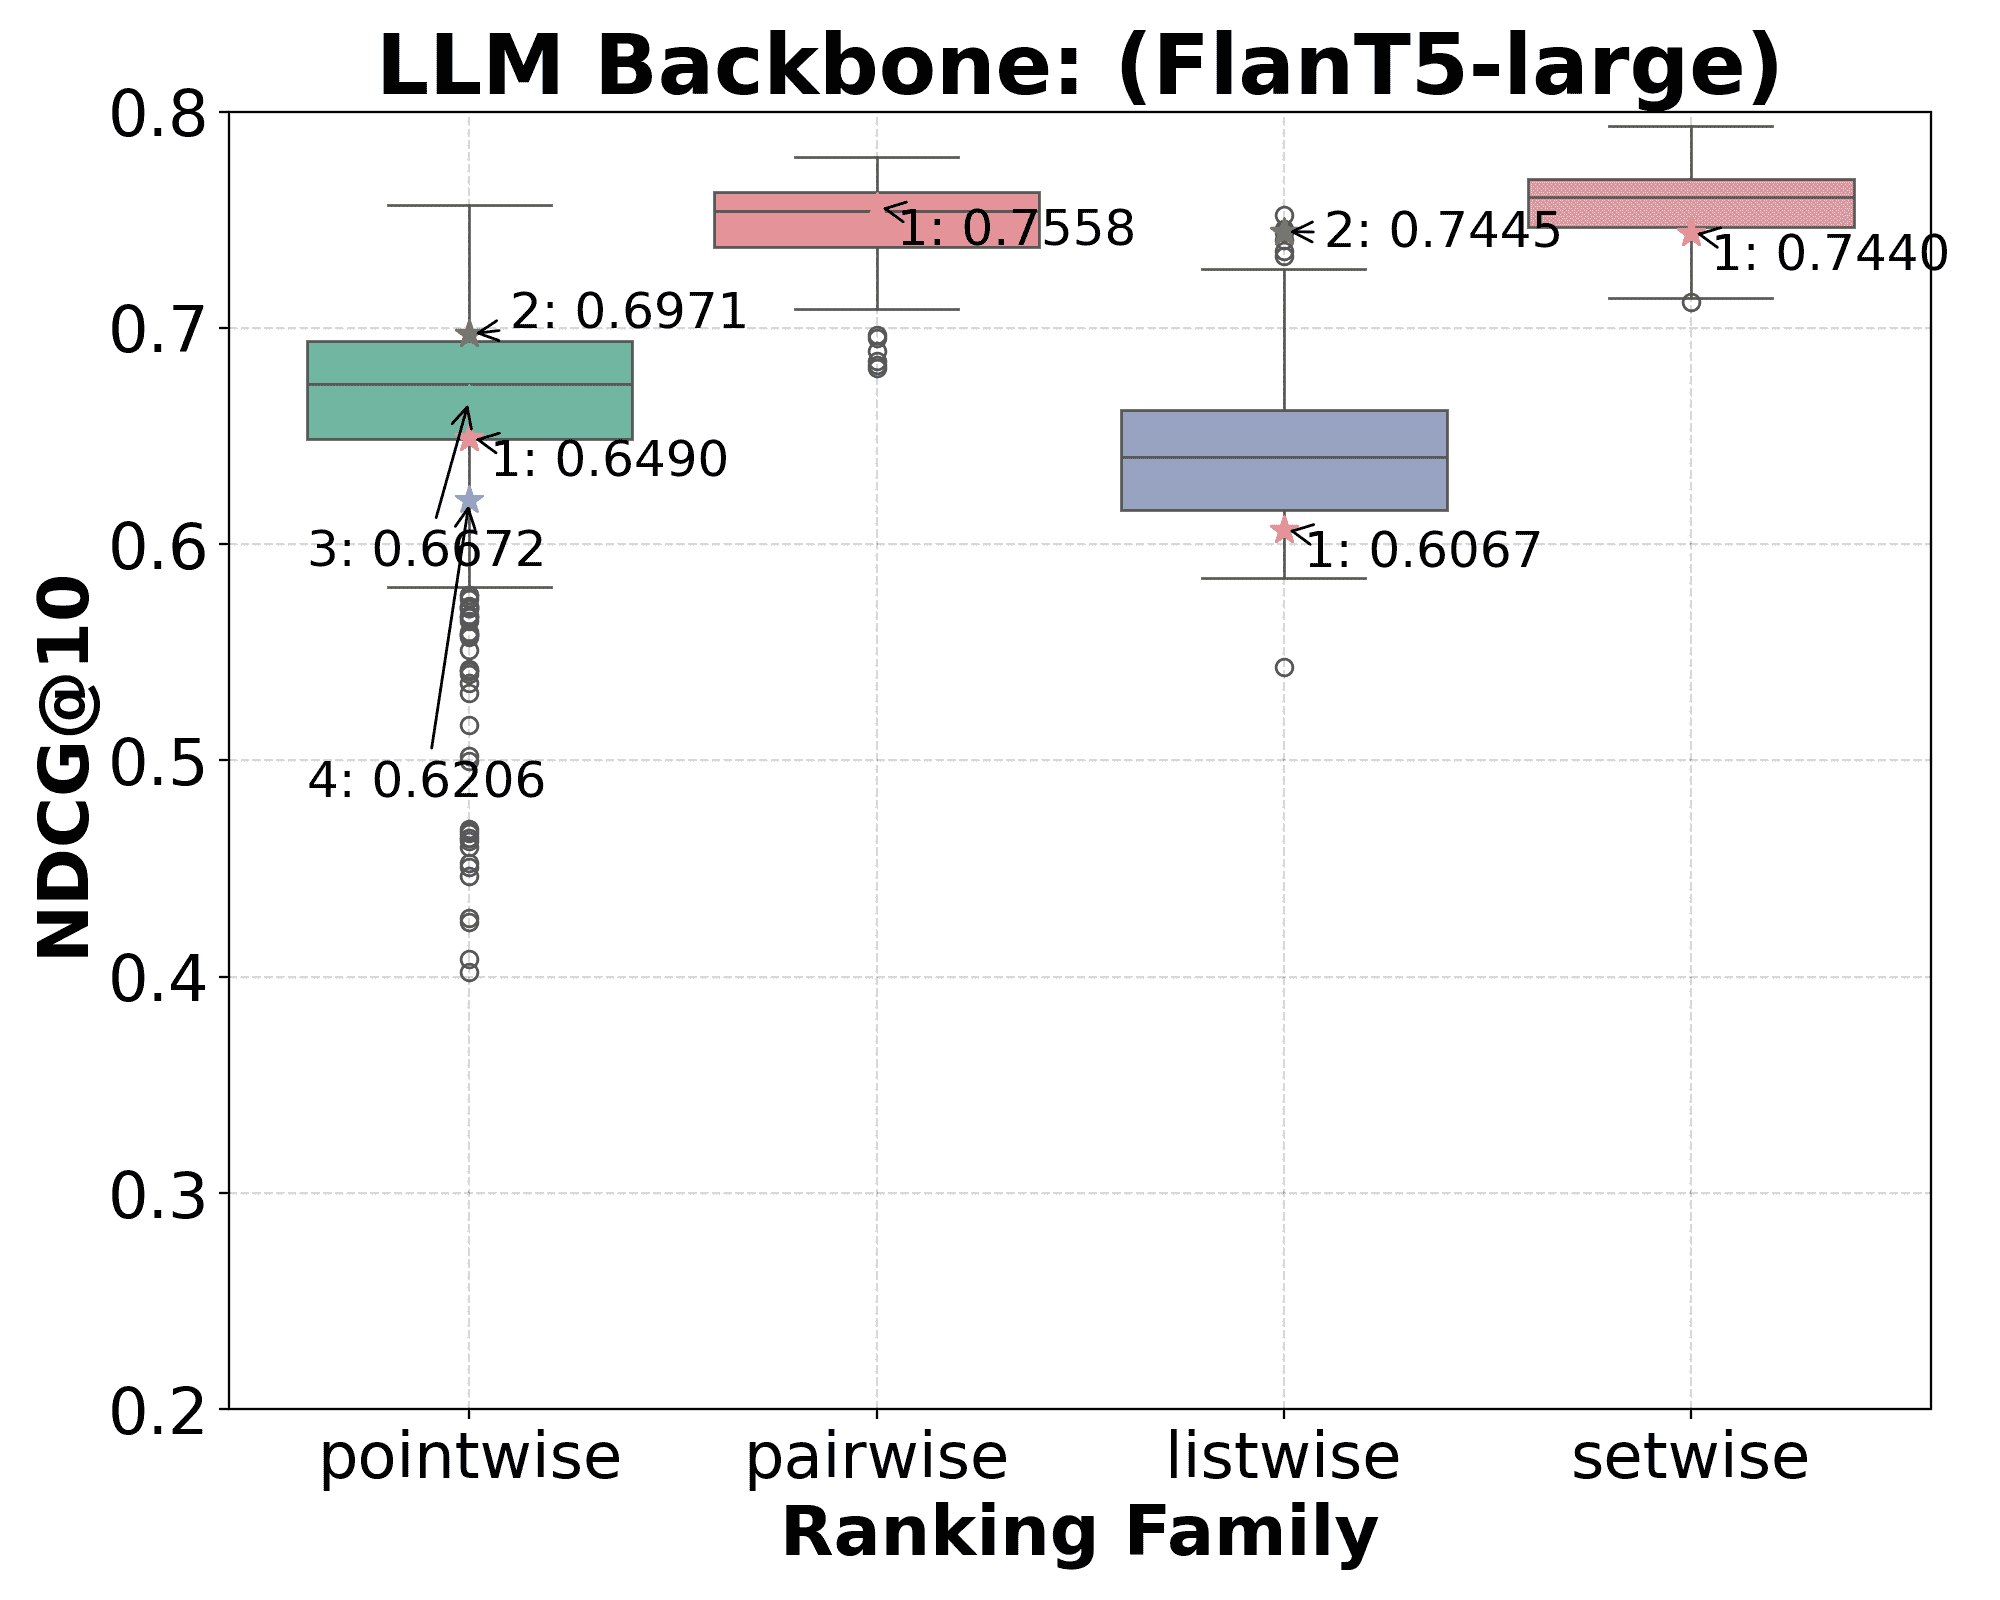 LLM Backbone: (FlanT5-large)
NDCG@10
0.8
0.7
0.6
0.5
0.4
0.3
0.2
2: 0.6971
1: 0.6490
3: 0.6672
4: 0.6206
1: 0.7558
2: 0.7445
1: 0.6067
1: 0.7440
pointwise
pairwise
listwise
setwise
Ranking Family